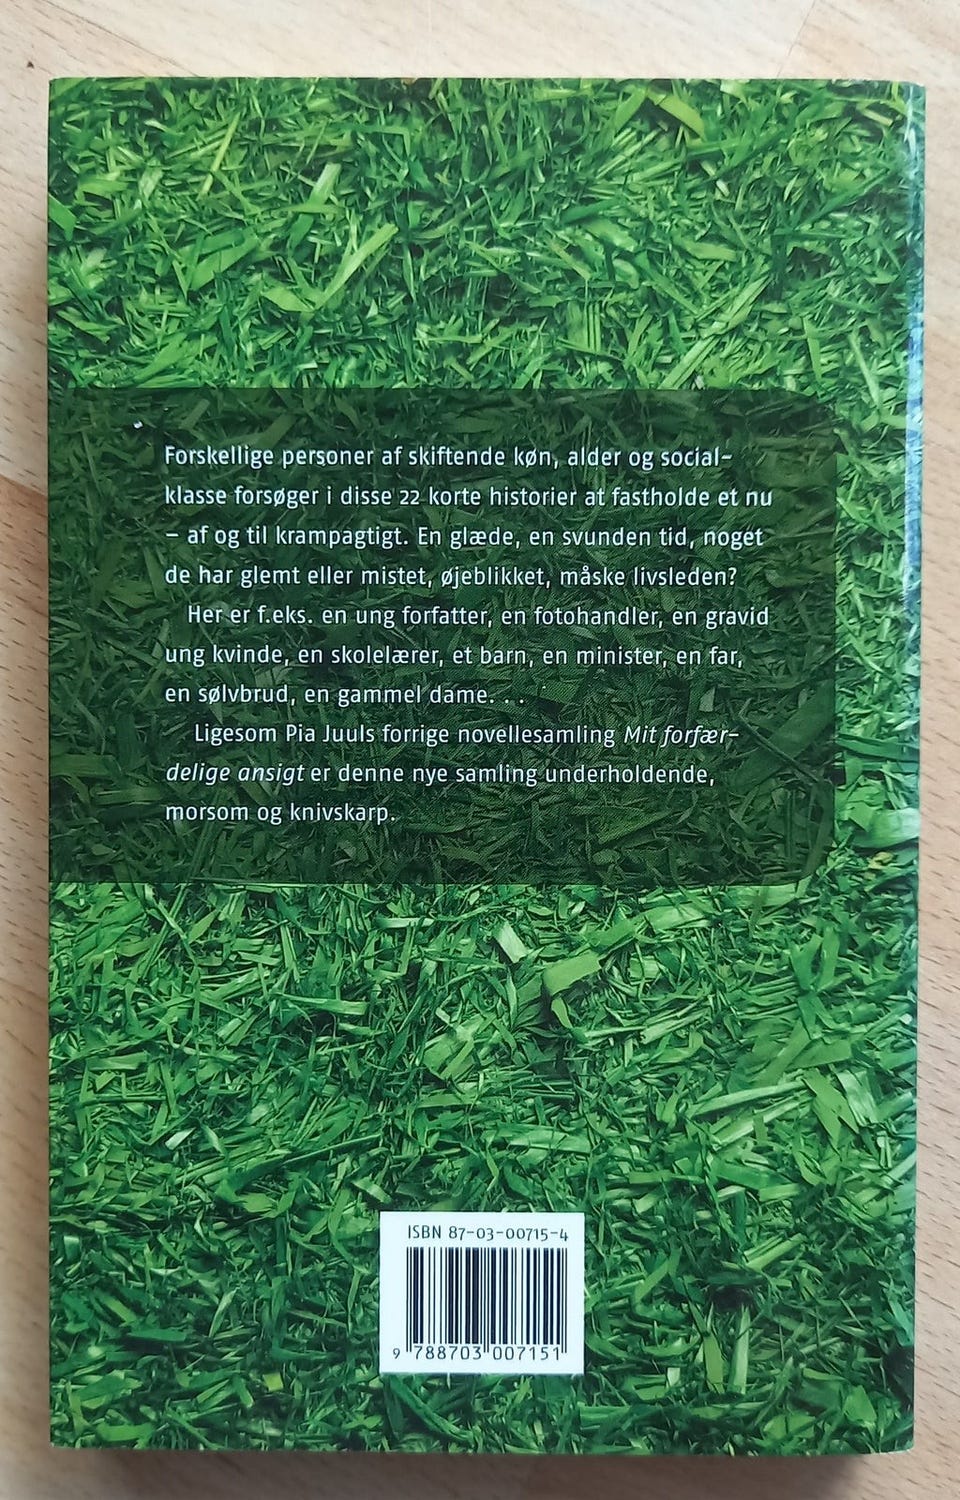 Forskellige personer af skiftende køn, alder og social-
klasse forsøger i disse 22 korte historier at fastholde et nu
– af og til krampagtigt. En glæde, en svunden tid, noget
de har glemt eller mistet, øjeblikket, måske livsleden?
Her er f.eks. en ung forfatter, en fotohandler, en gravid
ung kvinde, en skolelærer, et barn, en minister, en far,
en sølvbrud, en gammel dame. . .
Ligesom Pia Juuls forrige novellesamling Mit forfær-
delige ansigt er denne nye samling underholdende,
morsom og knivskarp.
ISBN 87-03-00715-4
9 788703 007151